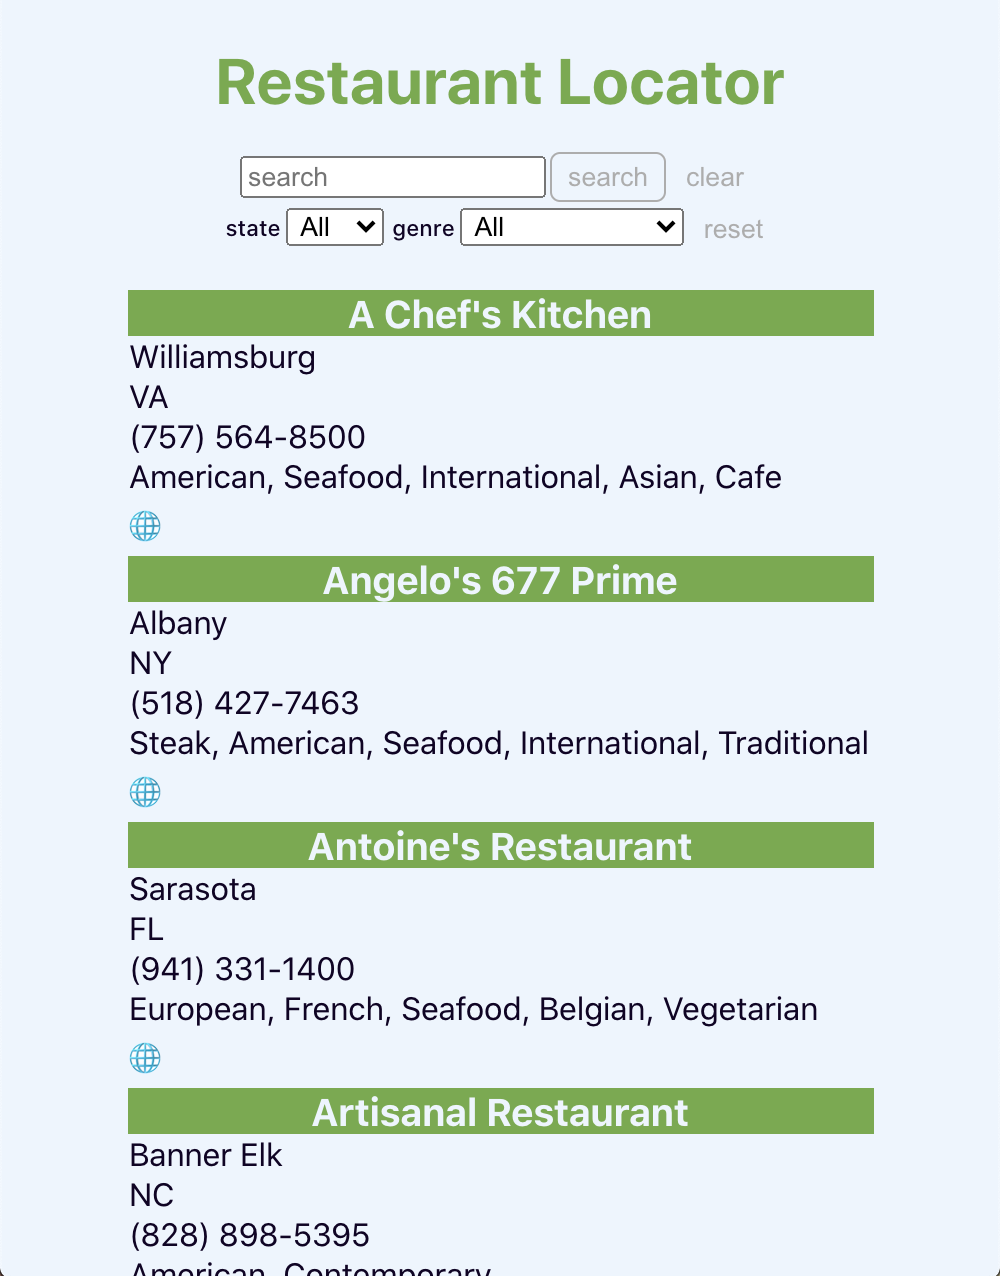 Restaurant Locator
search search clear
state All genre All reset
A Chef's Kitchen
Williamsburg
VA
(757) 564-8500
American, Seafood, International, Asian, Cafe
Angelo's 677 Prime
Albany
NY
(518) 427-7463
Steak, American, Seafood, International, Traditional
Antoine's Restaurant
Sarasota
FL
(941) 331-1400
European, French, Seafood, Belgian, Vegetarian
Artisanal Restaurant
Banner Elk
NC
(828) 898-5395
American, Contemporary